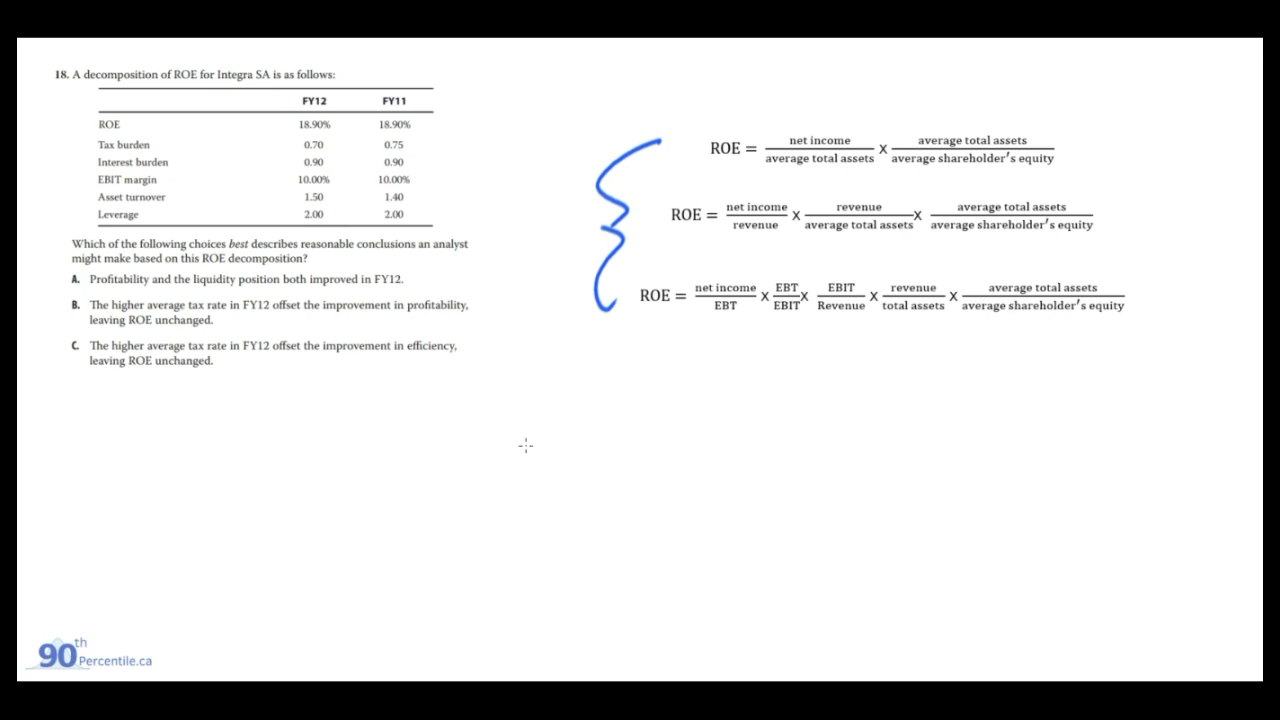 18. A decomposition of ROE for Integra SA is as follows:
FY12 FY11
ROE 18.90% 18.90%
Tax burden 0.70 0.75
Interest burden 0.90 0.90
EBIT margin 10.00% 10.00%
Asset turnover 1.50 1.40
Leverage 2.00 2.00
Which of the following choices best describes reasonable conclusions an analyst
might make based on this ROE decomposition?
A. Profitability and the liquidity position both improved in FY12.
B. The higher average tax rate in FY12 offset the improvement in profitability,
leaving ROE unchanged.
C. The higher average tax rate in FY12 offset the improvement in efficiency,
leaving ROE unchanged.
ROE = net income / average total assets x average total assets / average shareholder's equity
ROE = net income / revenue x revenue / average total assets x average total assets / average shareholder's equity
ROE = net income / EBT x EBT / EBIT x EBIT / Revenue x revenue / total assets x average total assets / average shareholder's equity
90th Percentile.ca